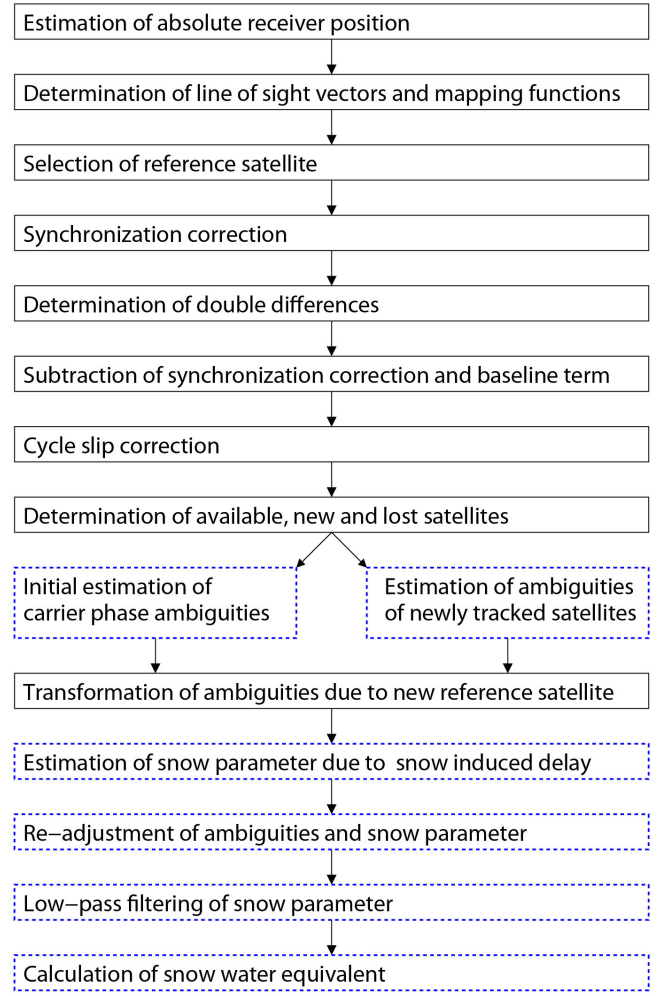 Estimation of absolute receiver position
Determination of line of sight vectors and mapping functions
Selection of reference satellite
Synchronization correction
Determination of double differences
Subtraction of synchronization correction and baseline term
Cycle slip correction
Determination of available, new and lost satellites
Initial estimation of
carrier phase ambiguities
Estimation of ambiguities
of newly tracked satellites
Transformation of ambiguities due to new reference satellite
Estimation of snow parameter due to  snow induced delay
Re−adjustment of ambiguities and snow parameter
Low−pass filtering of snow parameter
Calculation of snow water equivalent